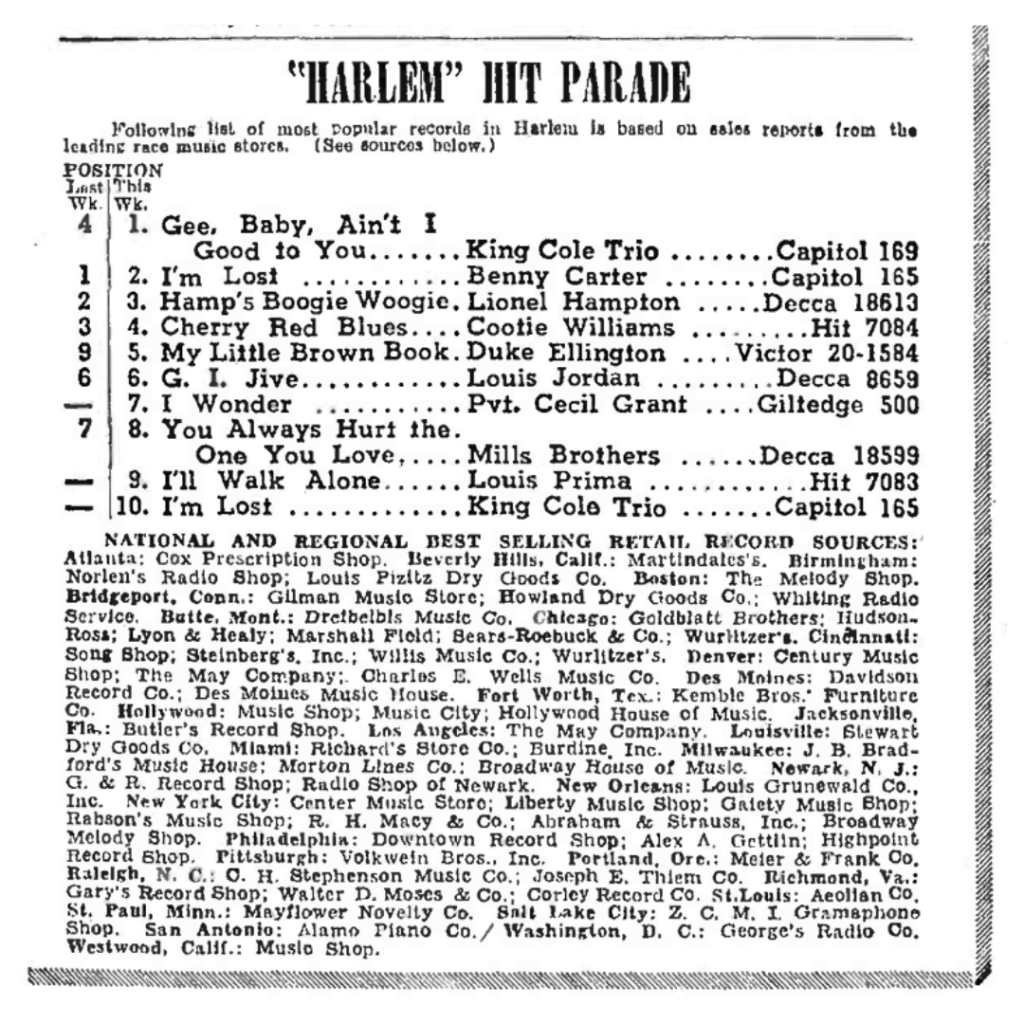 "HARLEM" HIT PARADE
Following list of most popular records in Harlem is based on sales reports from the
leading race music stores. (See sources below.)
POSITION
Last This
Wk. Wk.
4 1. Gee, Baby, Ain't I
Good to You.......King Cole Trio ........Capitol 169
1 2. I'm Lost ............Benny Carter ........Capitol 165
2 3. Hamp's Boogie Woogie.Lionel Hampton .....Decca 18613
3 4. Cherry Red Blues....Cootie Williams .........Hit 7084
9 5. My Little Brown Book.Duke Ellington ....Victor 20-1584
6 6. G. I. Jive............Louis Jordan .........Decca 8659
— 7. I Wonder ...........Pvt. Cecil Grant ....Giltedge 500
7 8. You Always Hurt the.
One You Love,....Mills Brothers ......Decca 18599
— 9. I'll Walk Alone......Louis Prima ............Hit 7083
— 10. I'm Lost ............King Cole Trio .......Capitol 165
NATIONAL AND REGIONAL BEST SELLING RETAIL RECORD SOURCES:
Atlanta: Cox Prescription Shop. Beverly Hills, Calif.: Martindales's. Birmingham:
Norlen's Radio Shop; Louis Pizitz Dry Goods Co. Boston: The Melody Shop.
Bridgeport, Conn.: Gilman Music Store; Howland Dry Goods Co.; Whiting Radio
Service. Butte, Mont.: Dreibelbis Music Co. Chicago: Goldblatt Brothers; Hudson-
Ross; Lyon & Healy; Marshall Field; Sears-Roebuck & Co.; Wurlitzer's. Cincinnati:
Song Shop; Steinberg's, Inc.; Willis Music Co.; Wurlitzer's. Denver: Century Music
Shop; The May Company; Charles E. Wells Music Co. Des Moines: Davidson
Record Co.; Des Moines Music House. Fort Worth, Tex.: Kemble Bros.' Furniture
Co. Hollywood: Music Shop; Music City; Hollywood House of Music. Jacksonville,
Fla.: Butler's Record Shop. Los Angeles: The May Company. Louisville: Stewart
Dry Goods Co. Miami: Richard's Store Co.; Burdine, Inc. Milwaukee: J. B. Brad-
ford's Music House; Morton Lines Co.; Broadway House of Music. Newark, N. J.:
G. & R. Record Shop; Radio Shop of Newark. New Orleans: Louis Grunewald Co.,
Inc. New York City: Center Music Store; Liberty Music Shop; Gaiety Music Shop;
Rabson's Music Shop; R. H. Macy & Co.; Abraham & Strauss, Inc.; Broadway
Melody Shop. Philadelphia: Downtown Record Shop; Alex A. Gettlin; Highpoint
Record Shop. Pittsburgh: Volkwein Bros., Inc. Portland, Ore.: Meier & Frank Co.
Raleigh, N. C.: C. H. Stephenson Music Co.; Joseph E. Thiem Co. Richmond, Va.:
Gary's Record Shop; Walter D. Moses & Co.; Corley Record Co. St.Louis: Aeolian Co.
St. Paul, Minn.: Mayflower Novelty Co. Salt Lake City: Z. C. M. I. Gramaphone
Shop. San Antonio: Alamo Piano Co./ Washington, D. C.: George's Radio Co.
Westwood, Calif.: Music Shop.